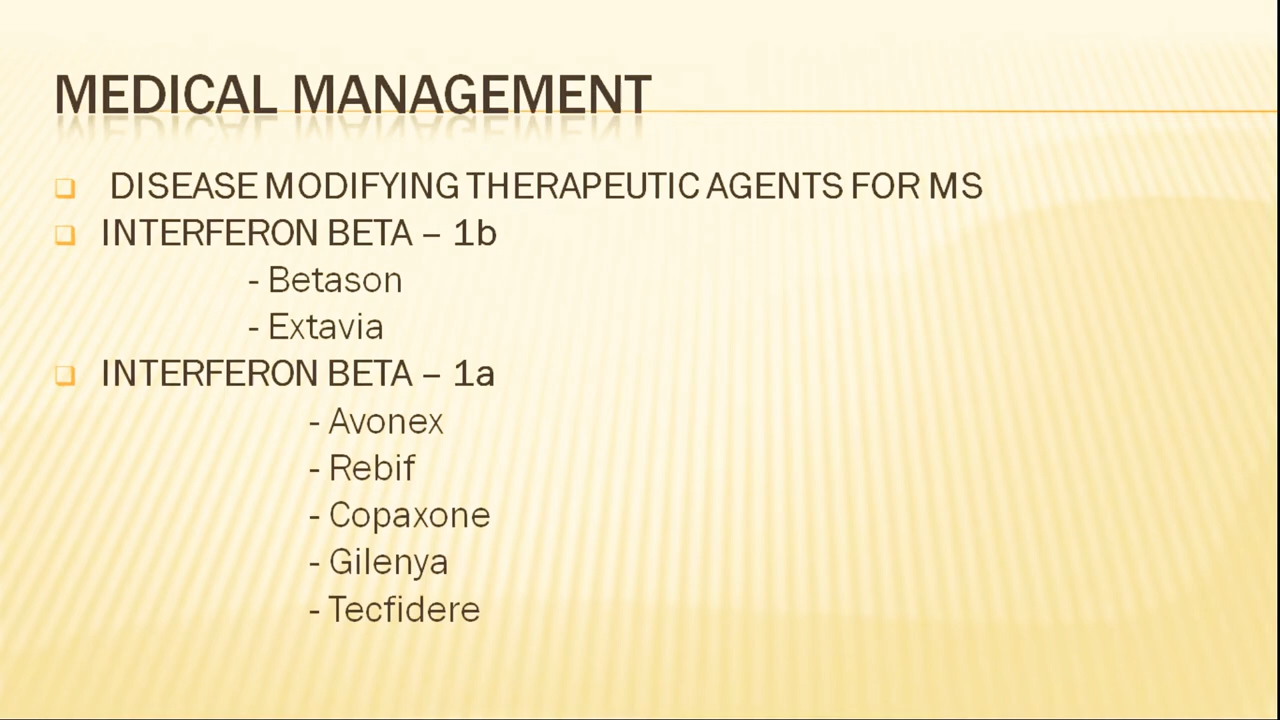 MEDICAL MANAGEMENT
❑ DISEASE MODIFYING THERAPEUTIC AGENTS FOR MS
❑ INTERFERON BETA – 1b
- Betason
- Extavia
❑ INTERFERON BETA – 1a
- Avonex
- Rebif
- Copaxone
- Gilenya
- Tecfidere